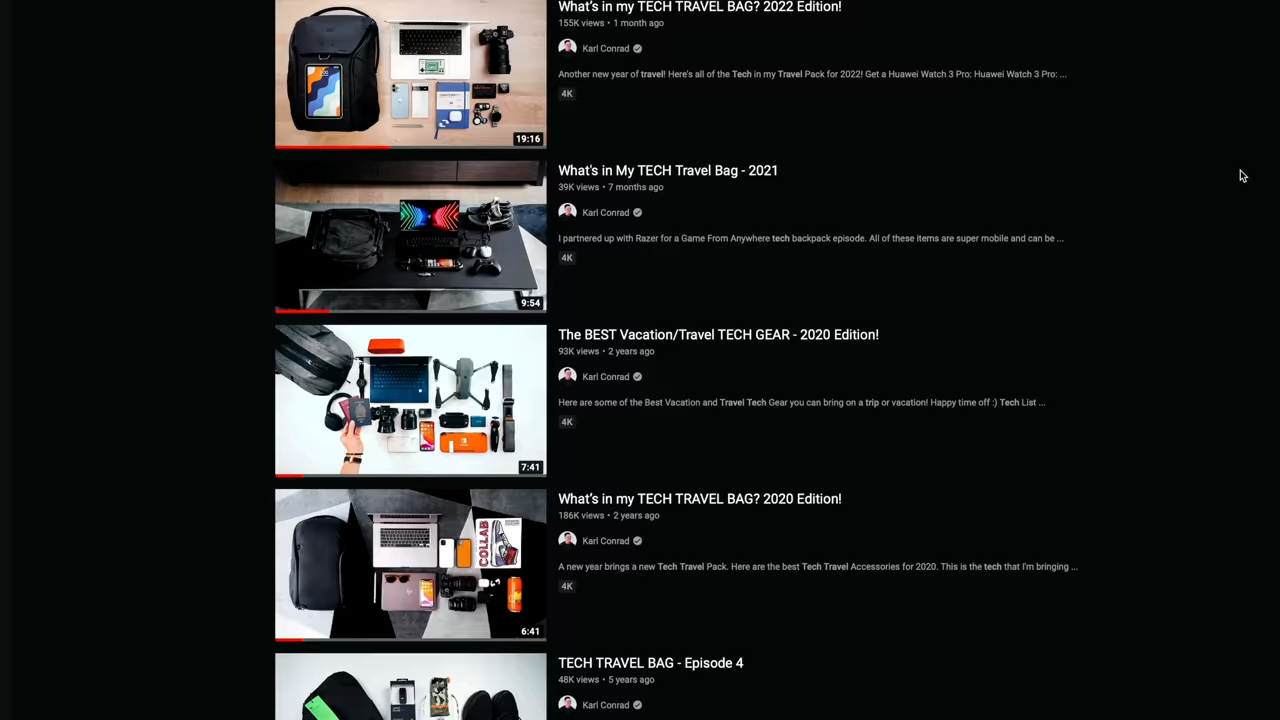 What's in my TECH TRAVEL BAG? 2022 Edition!
155K views • 1 month ago
Karl Conrad
Another new year of travel! Here's all of the Tech in my Travel Pack for 2022! Get a Huawei Watch 3 Pro: Huawei Watch 3 Pro: ...
4K
19:16
What's in My TECH Travel Bag - 2021
39K views • 7 months ago
Karl Conrad
I partnered up with Razer for a Game From Anywhere tech backpack episode. All of these items are super mobile and can be ...
4K
9:54
The BEST Vacation/Travel TECH GEAR - 2020 Edition!
93K views • 2 years ago
Karl Conrad
Here are some of the Best Vacation and Travel Tech Gear you can bring on a trip or vacation! Happy time off :) Tech List ...
4K
7:41
What's in my TECH TRAVEL BAG? 2020 Edition!
186K views • 2 years ago
Karl Conrad
COLLAB
A new year brings a new Tech Travel Pack. Here are the best Tech Travel Accessories for 2020. This is the tech that I'm bringing ...
4K
6:41
TECH TRAVEL BAG - Episode 4
48K views • 5 years ago
Karl Conrad